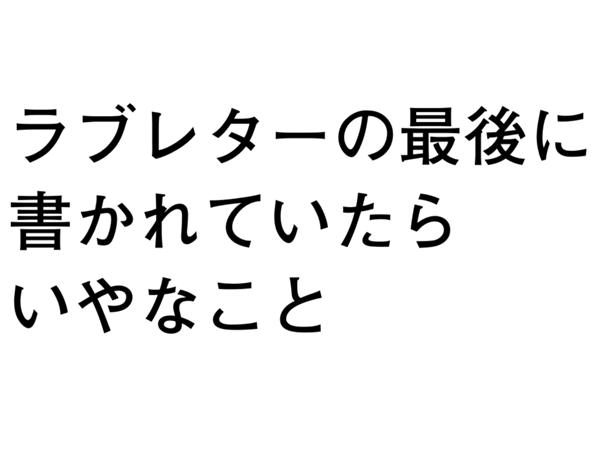 ラブレターの最後に
書かれていたら
いやなこと